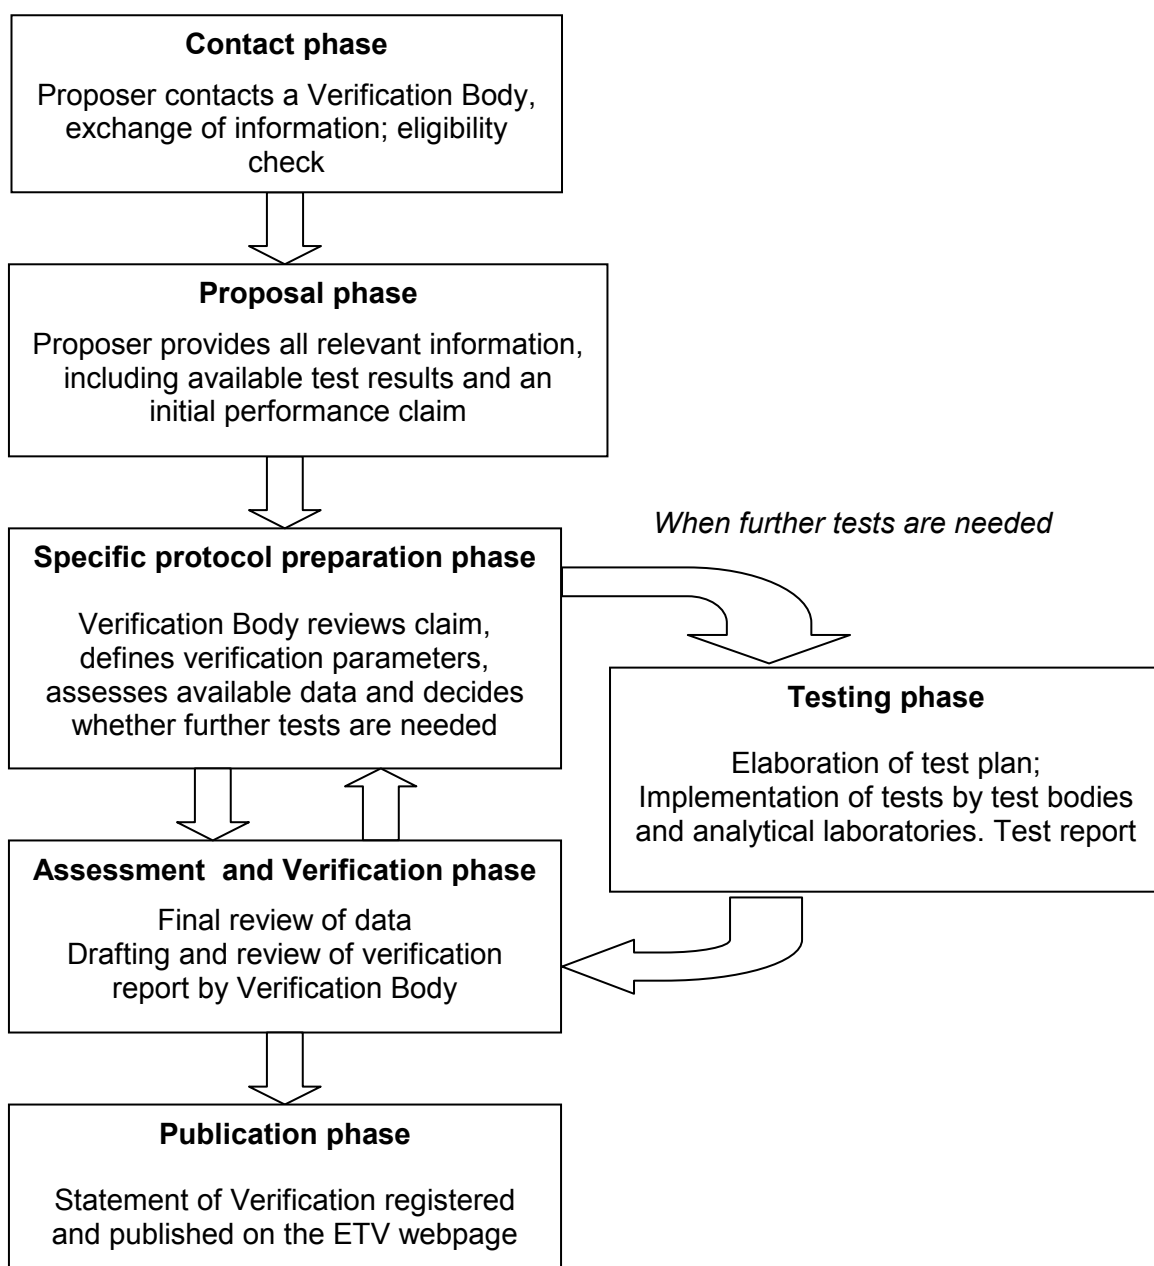 Contact phase
Proposer contacts a Verification Body,
exchange of information; eligibility
check
Proposal phase
Proposer provides all relevant information,
including available test results and an
initial performance claim
When further tests are needed
Specific protocol preparation phase
Verification Body reviews claim,
defines verification parameters,
assesses available data and decides
whether further tests are needed
Testing phase
Elaboration of test plan;
Implementation of tests by test bodies
and analytical laboratories. Test report
Assessment and Verification phase
Final review of data
Drafting and review of verification
report by Verification Body
Publication phase
Statement of Verification registered
and published on the ETV webpage